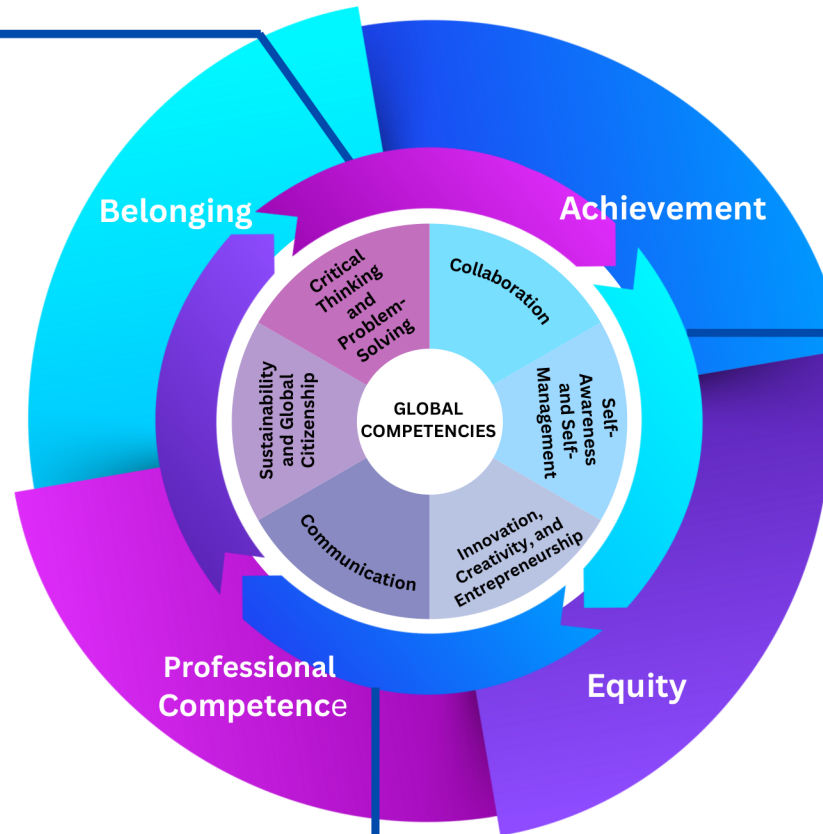 Belonging
Achievement
Critical
Thinking
and
Problem-
Solving
Collaboration
Sustainability
and Global
Citizenship
GLOBAL
COMPETENCIES
Self-
Awareness
and Self-
Management
Communication
Innovation,
Creativity, and
Entrepreneurship
Professional
Competence
Equity